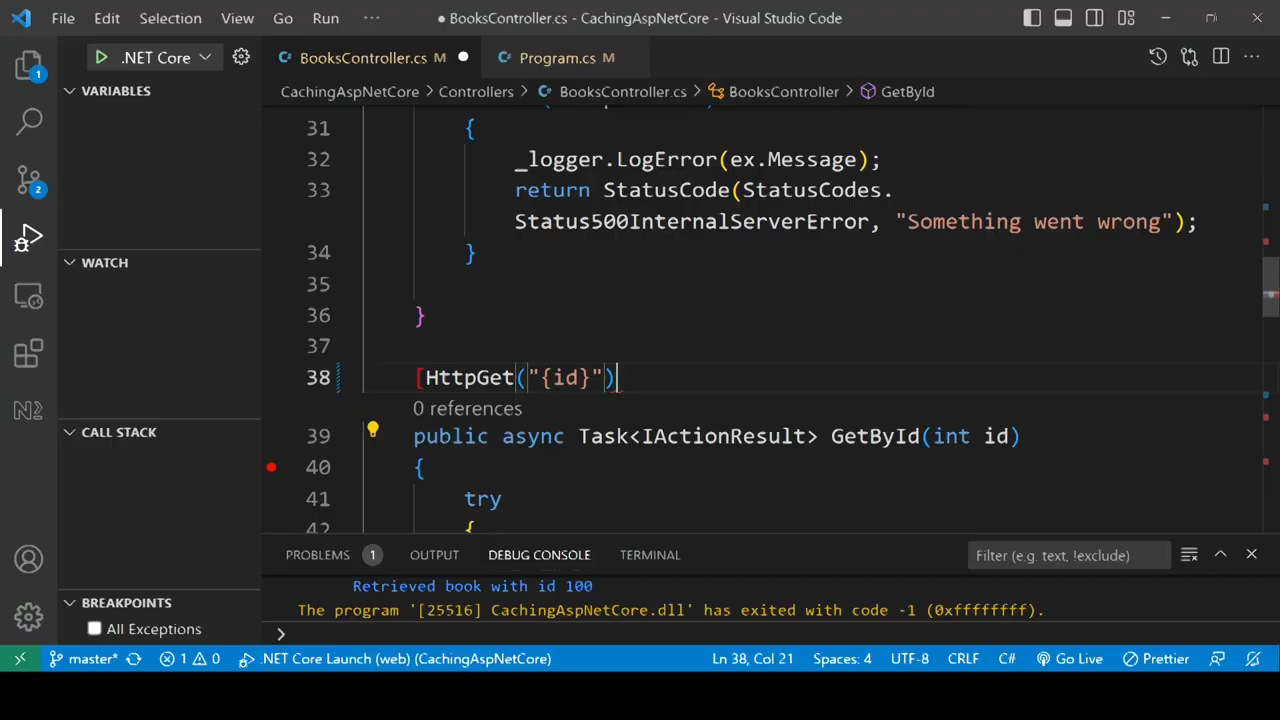 File Edit Selection View Go Run ··· ● BooksController.cs - CachingAspNetCore - Visual Studio Code
.NET Core
BooksController.cs M Program.cs M
1
VARIABLES
CachingAspNetCore > Controllers > BooksController.cs > BooksController > GetById
31 {
32 _logger.LogError(ex.Message);
33 return StatusCode(StatusCodes.
Status500InternalServerError, "Something went wrong");
2
34 }
WATCH
35
36 }
37
38 [HttpGet("{id}")
0 references
CALL STACK
39 public async Task<IActionResult> GetById(int id)
40 {
41 try
42 {
PROBLEMS 1 OUTPUT DEBUG CONSOLE TERMINAL Filter (e.g. text, !exclude)
Retrieved book with id 100
BREAKPOINTS
The program '[25516] CachingAspNetCore.dll' has exited with code -1 (0xffffffff).
All Exceptions
>
master* 1 0 .NET Core Launch (web) (CachingAspNetCore) Ln 38, Col 21 Spaces: 4 UTF-8 CRLF C# Go Live Prettier